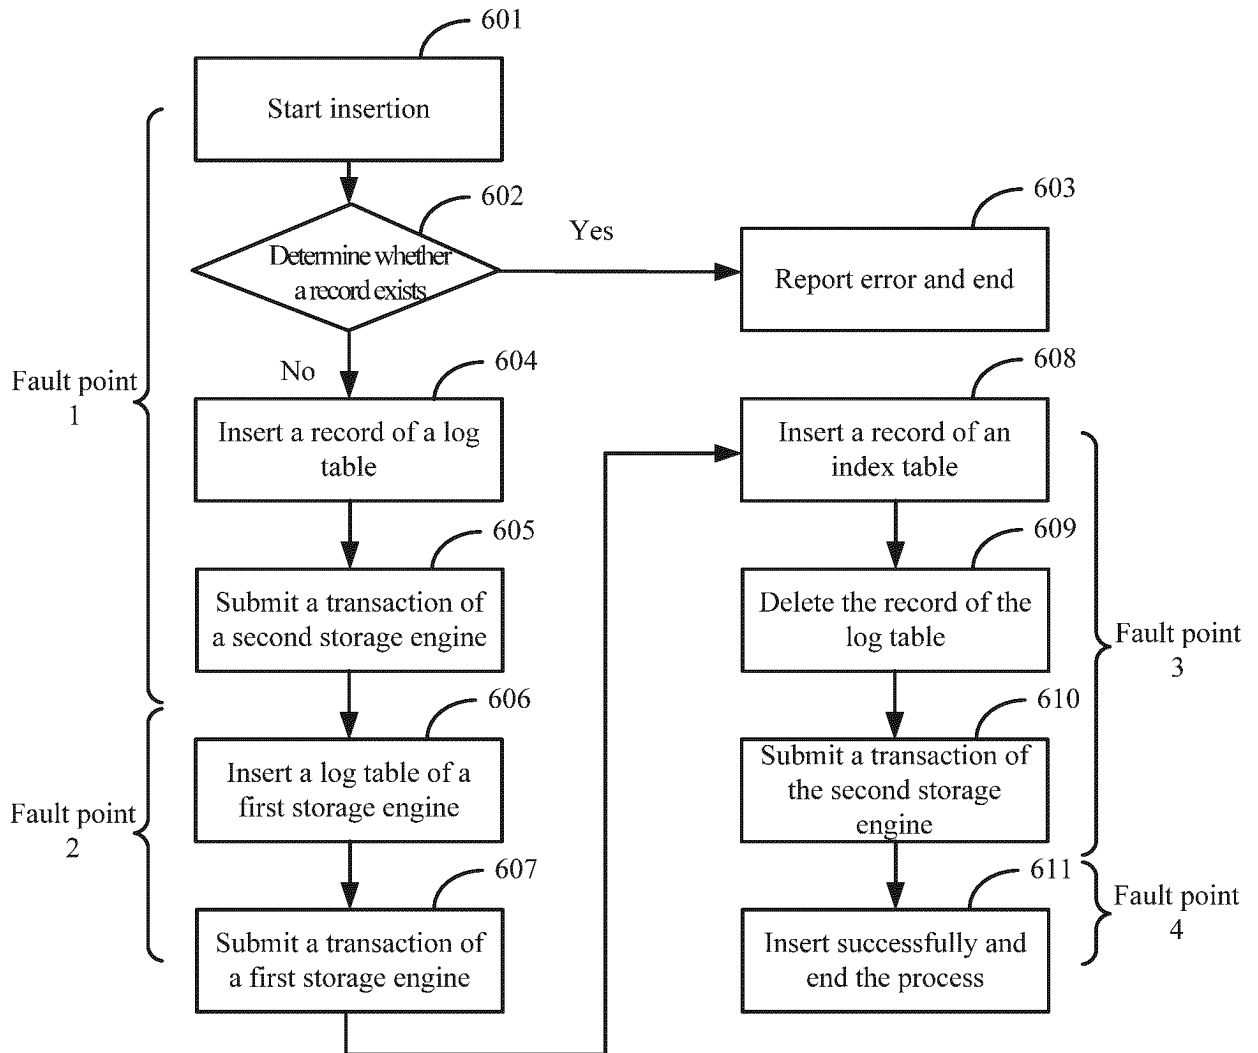 601
Start insertion
602
Determine whether
a record exists
Yes
603
Report error and end
No
604
Insert a record of a log
table
605
Submit a transaction of
a second storage engine
606
Insert a log table of a
first storage engine
607
Submit a transaction of
a first storage engine
608
Insert a record of an
index table
609
Delete the record of the
log table
610
Submit a transaction of
the second storage
engine
611
Insert successfully and
end the process
Fault point
1
Fault point
2
Fault point
3
Fault point
4